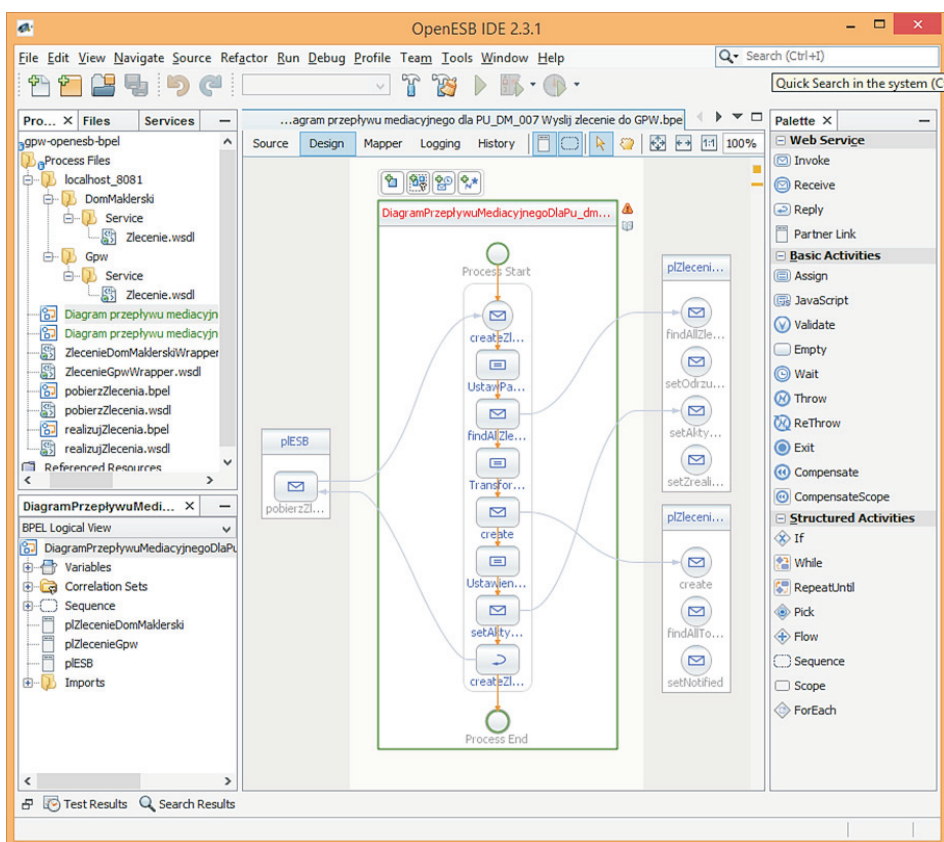 OpenESB IDE 2.3.1
File Edit View Navigate Source Refactor Run Debug Profile Team Tools Window Help
Search (Ctrl+I)
Quick Search in the system (C
Pro... Files Services
gpw-openesb-bpel
Process Files
localhost_8081
DomMaklerski
Service
Zlecenie.wsdl
Gpw
Service
Zlecenie.wsdl
Diagram przepływu mediacyjn
Diagram przepływu mediacyjn
ZlecenieDomMaklerskiWrapper
ZlecenieGpwWrapper.wsdl
pobierzZlecenia.bpel
pobierzZlecenia.wsdl
realizujZlecenia.bpel
realizujZlecenia.wsdl
Referenced Resources
DiagramPrzepływuMedi...
BPEL Logical View
DiagramPrzepływuMediacyjnegoDlaPu
Variables
Correlation Sets
Sequence
plZlecenieDomMaklerski
plZlecenieGpw
plESB
Imports
...agram przepływu mediacyjnego dla PU_DM_007 Wyslij zlecenie do GPW.bpel
Source Design Mapper Logging History 1:1 100%
DiagramPrzepływuMediacyjnegoDlaPu_dm...
Process Start
createZl...
UstawPa...
findAllZle...
Transfor...
create
Ustawien...
setAkty...
createZl...
Process End
plESB
pobierzZl...
plZleceni...
findAllZle...
setOdrzu...
setAkty...
setZreali...
plZleceni...
create
findAllTo...
setNotified
Palette
Web Service
Invoke
Receive
Reply
Partner Link
Basic Activities
Assign
JavaScript
Validate
Empty
Wait
Throw
ReThrow
Exit
Compensate
CompensateScope
Structured Activities
If
While
RepeatUntil
Pick
Flow
Sequence
Scope
ForEach
Test Results Search Results